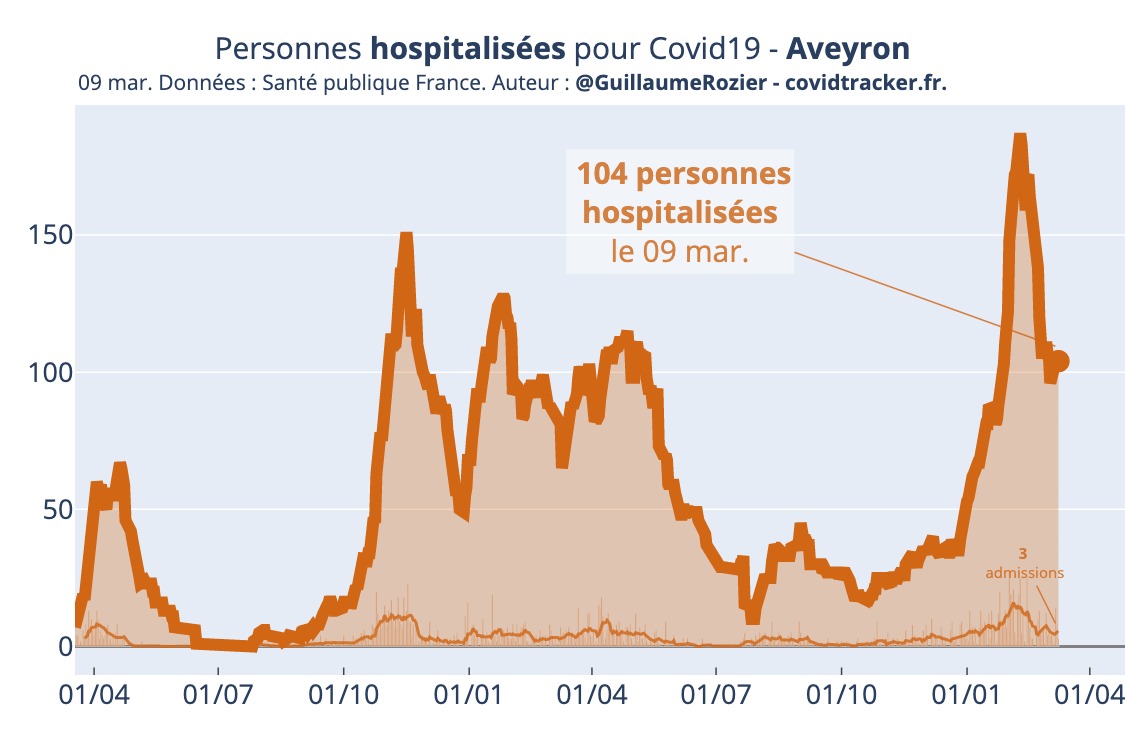 Personnes hospitalisées pour Covid19 - Aveyron
09 mar. Données : Santé publique France. Auteur : @GuillaumeRozier - covidtracker.fr.
104 personnes
hospitalisées
le 09 mar.
150
100
50
0
3
admissions
01/04
01/07
01/10
01/01
01/04
01/07
01/10
01/01
01/04